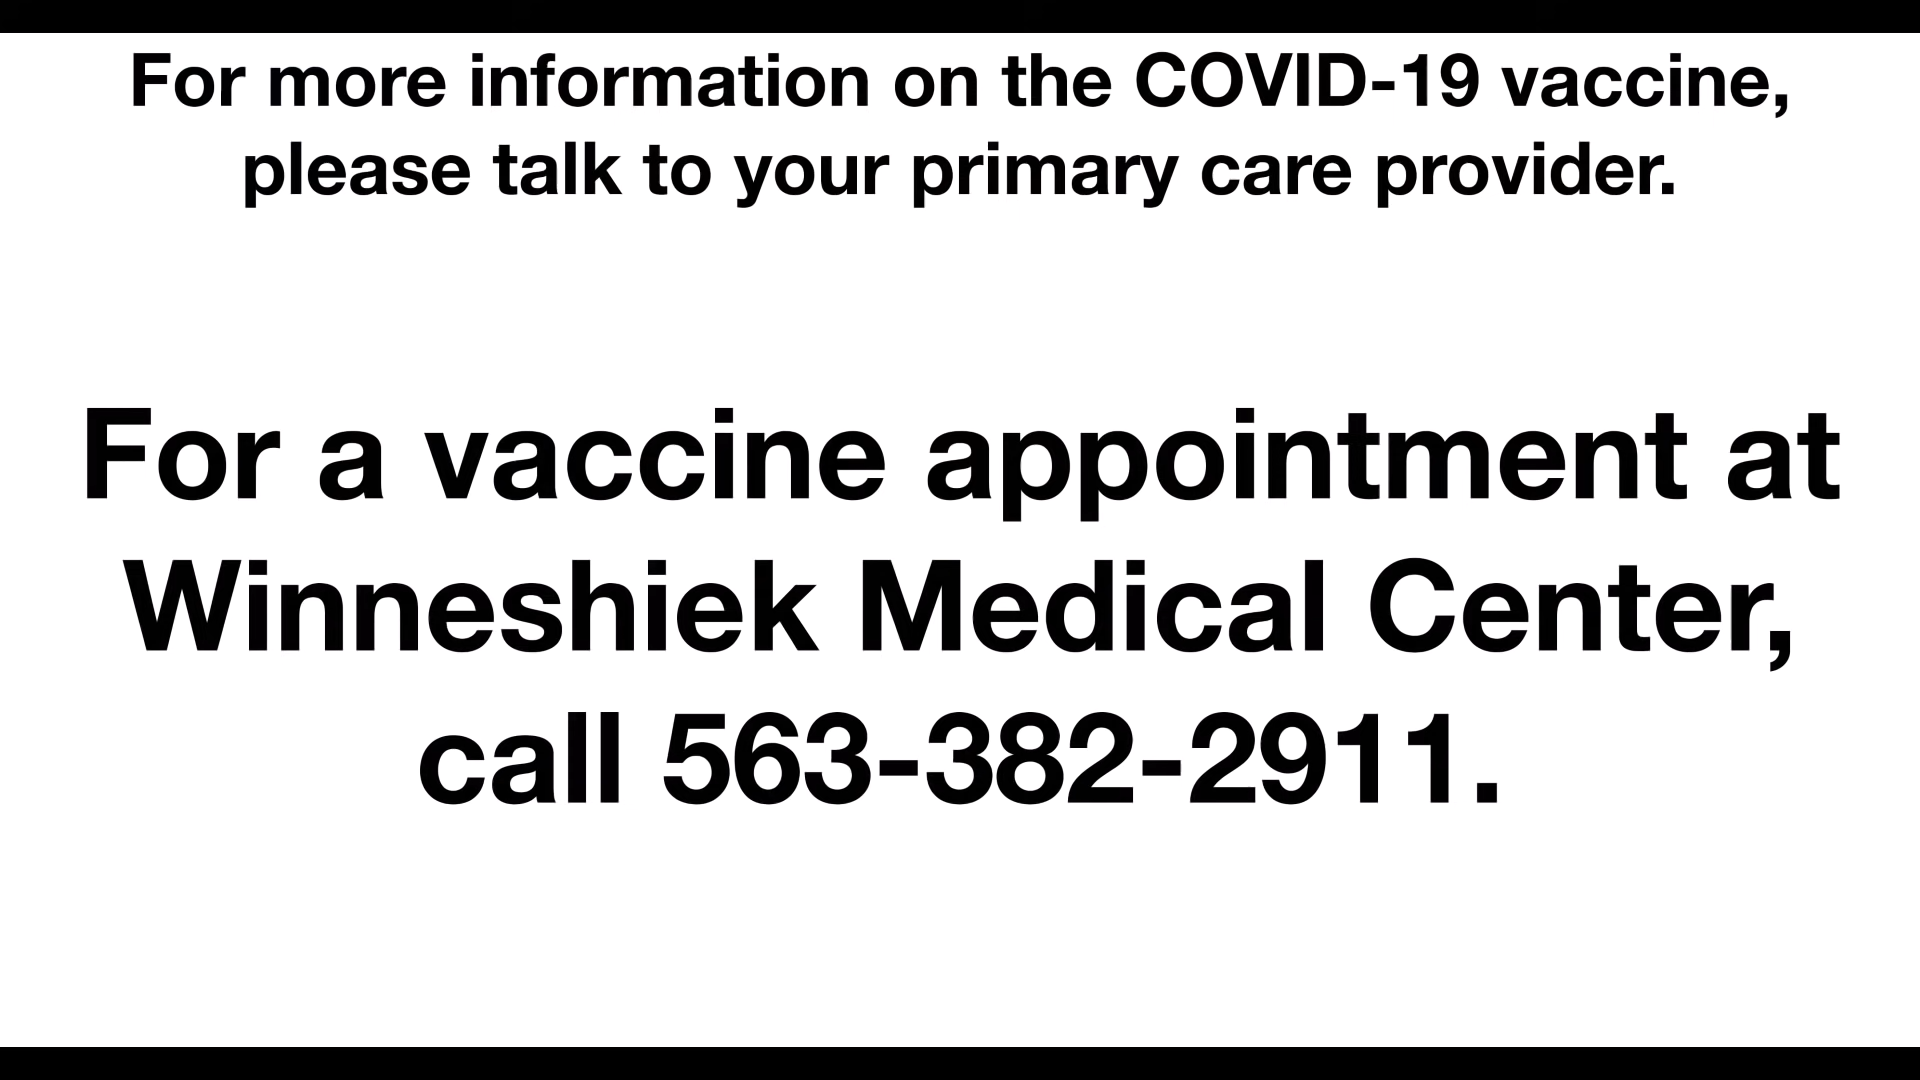 For more information on the COVID-19 vaccine,
please talk to your primary care provider.
For a vaccine appointment at
Winneshiek Medical Center,
call 563-382-2911.